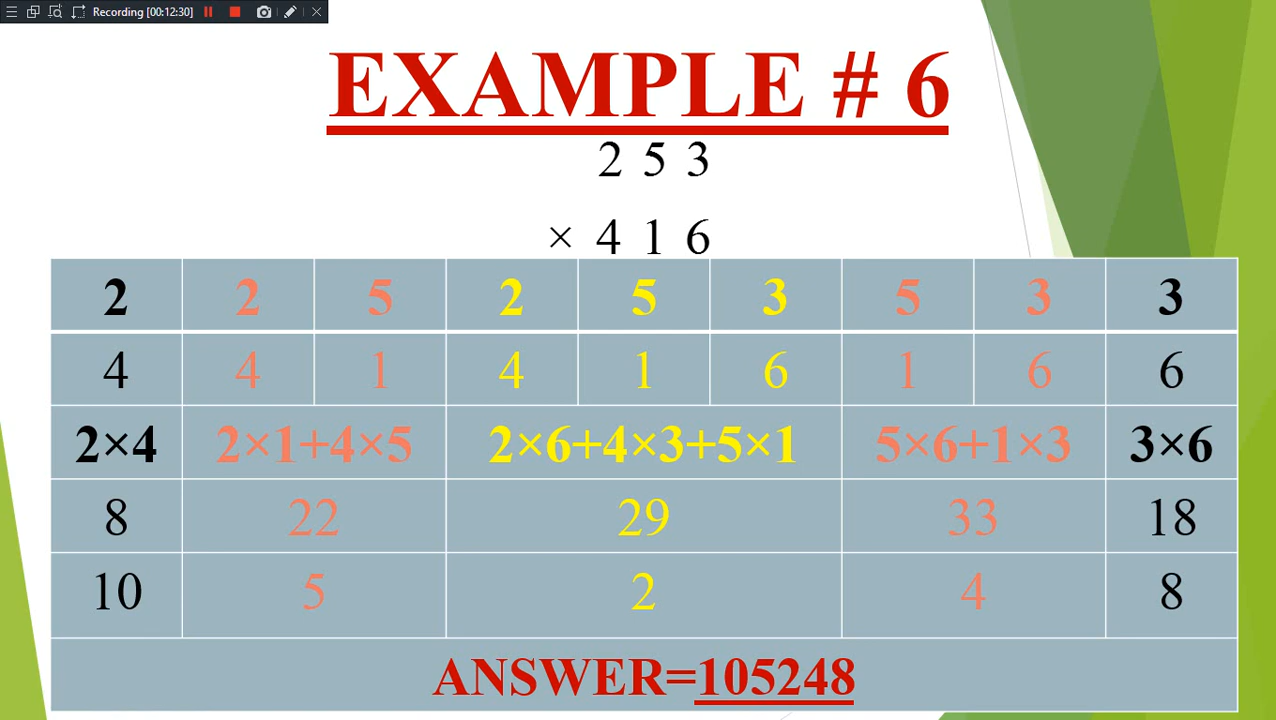 Recording [00:12:30]
EXAMPLE # 6
2 5 3
× 4 1 6
2 2 5 2 5 3 5 3 3
4 4 1 4 1 6 1 6 6
2×4 2×1+4×5 2×6+4×3+5×1 5×6+1×3 3×6
8 22 29 33 18
10 5 2 4 8
ANSWER=105248